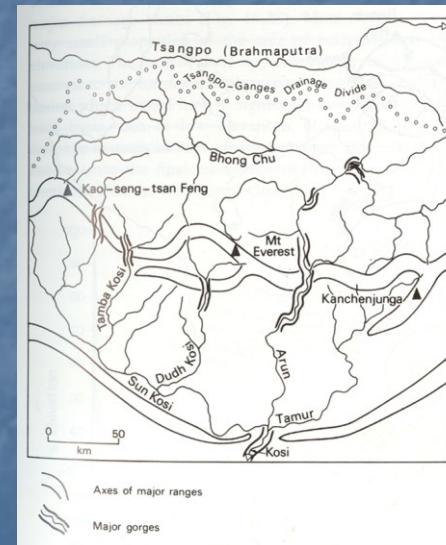 Tsangpo (Brahmaputra)
Tsangpo-Ganges Drainage Divide
Bhong Chu
Kao-seng-tsan Feng
Mt
Everest
Kanchenjunga
Tamba Kosi
Dudh Kosi
Arun
Sun Kosi
Tamur
Kosi
0 50
km
Axes of major ranges
Major gorges